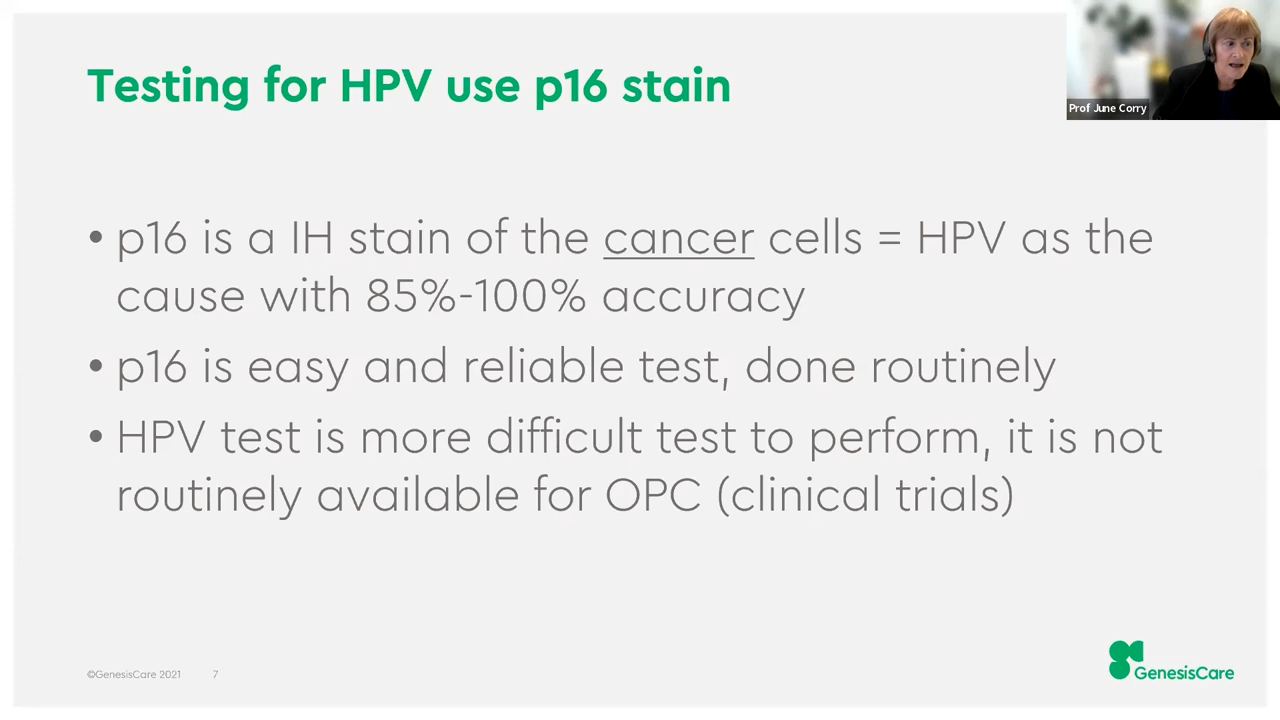 Testing for HPV use p16 stain
Prof June Corry
• p16 is a IH stain of the cancer cells = HPV as the
cause with 85%-100% accuracy
• p16 is easy and reliable test, done routinely
• HPV test is more difficult test to perform, it is not
routinely available for OPC (clinical trials)
©GenesisCare 2021 7
GenesisCare